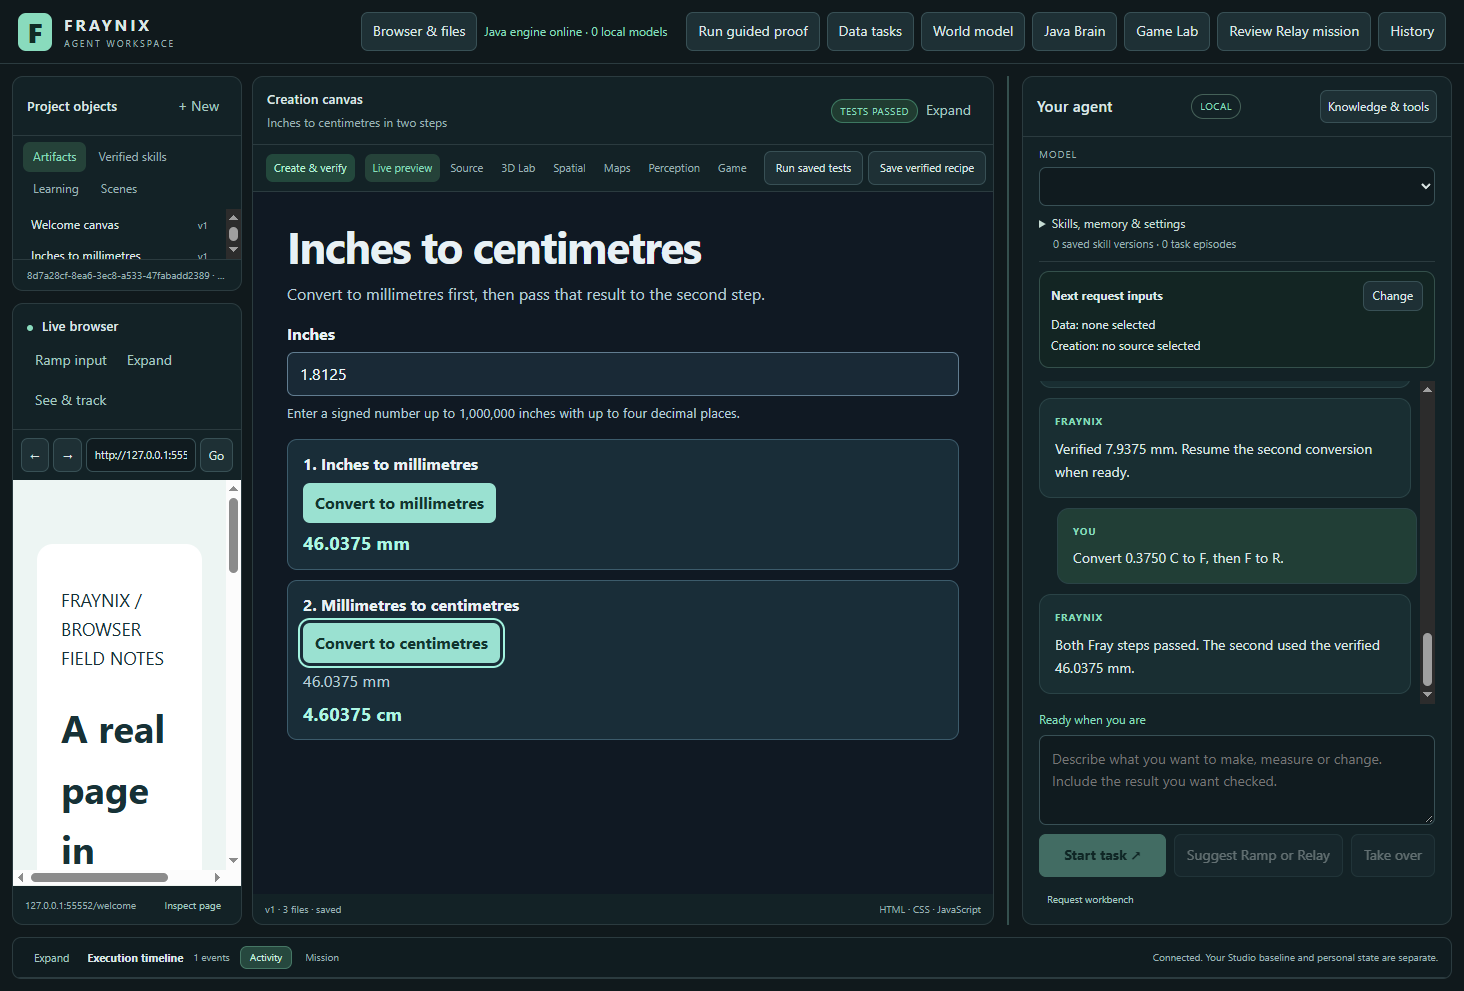 F
FRAYNIX
AGENT WORKSPACE
Browser & files
Java engine online · 0 local models
Run guided proof
Data tasks
World model
Java Brain
Game Lab
Review Relay mission
History
Project objects
+ New
Artifacts
Verified skills
Learning
Scenes
Welcome canvas
v1
Inches to millimetres
v1
8d7a28cf-8ea6-3ec8-a533-47fabadd2389 · ...
Live browser
Ramp input
Expand
See & track
←
→
http://127.0.0.1:555
Go
FRAYNIX /
BROWSER
FIELD NOTES
A real
page
in
127.0.0.1:55552/welcome
Inspect page
Creation canvas
Inches to centimetres in two steps
TESTS PASSED
Expand
Create & verify
Live preview
Source
3D Lab
Spatial
Maps
Perception
Game
Run saved tests
Save verified recipe
Inches to centimetres
Convert to millimetres first, then pass that result to the second step.
Inches
1.8125
Enter a signed number up to 1,000,000 inches with up to four decimal places.
1. Inches to millimetres
Convert to millimetres
46.0375 mm
2. Millimetres to centimetres
Convert to centimetres
46.0375 mm
4.60375 cm
v1 · 3 files · saved
HTML · CSS · JavaScript
Your agent
LOCAL
Knowledge & tools
MODEL
Skills, memory & settings
0 saved skill versions · 0 task episodes
Next request inputs
Change
Data: none selected
Creation: no source selected
FRAYNIX
Verified 7.9375 mm. Resume the second conversion
when ready.
YOU
Convert 0.3750 C to F, then F to R.
FRAYNIX
Both Fray steps passed. The second used the verified
46.0375 mm.
Ready when you are
Describe what you want to make, measure or change.
Include the result you want checked.
Start task ↗
Suggest Ramp or Relay
Take over
Request workbench
Expand
Execution timeline
1 events
Activity
Mission
Connected. Your Studio baseline and personal state are separate.